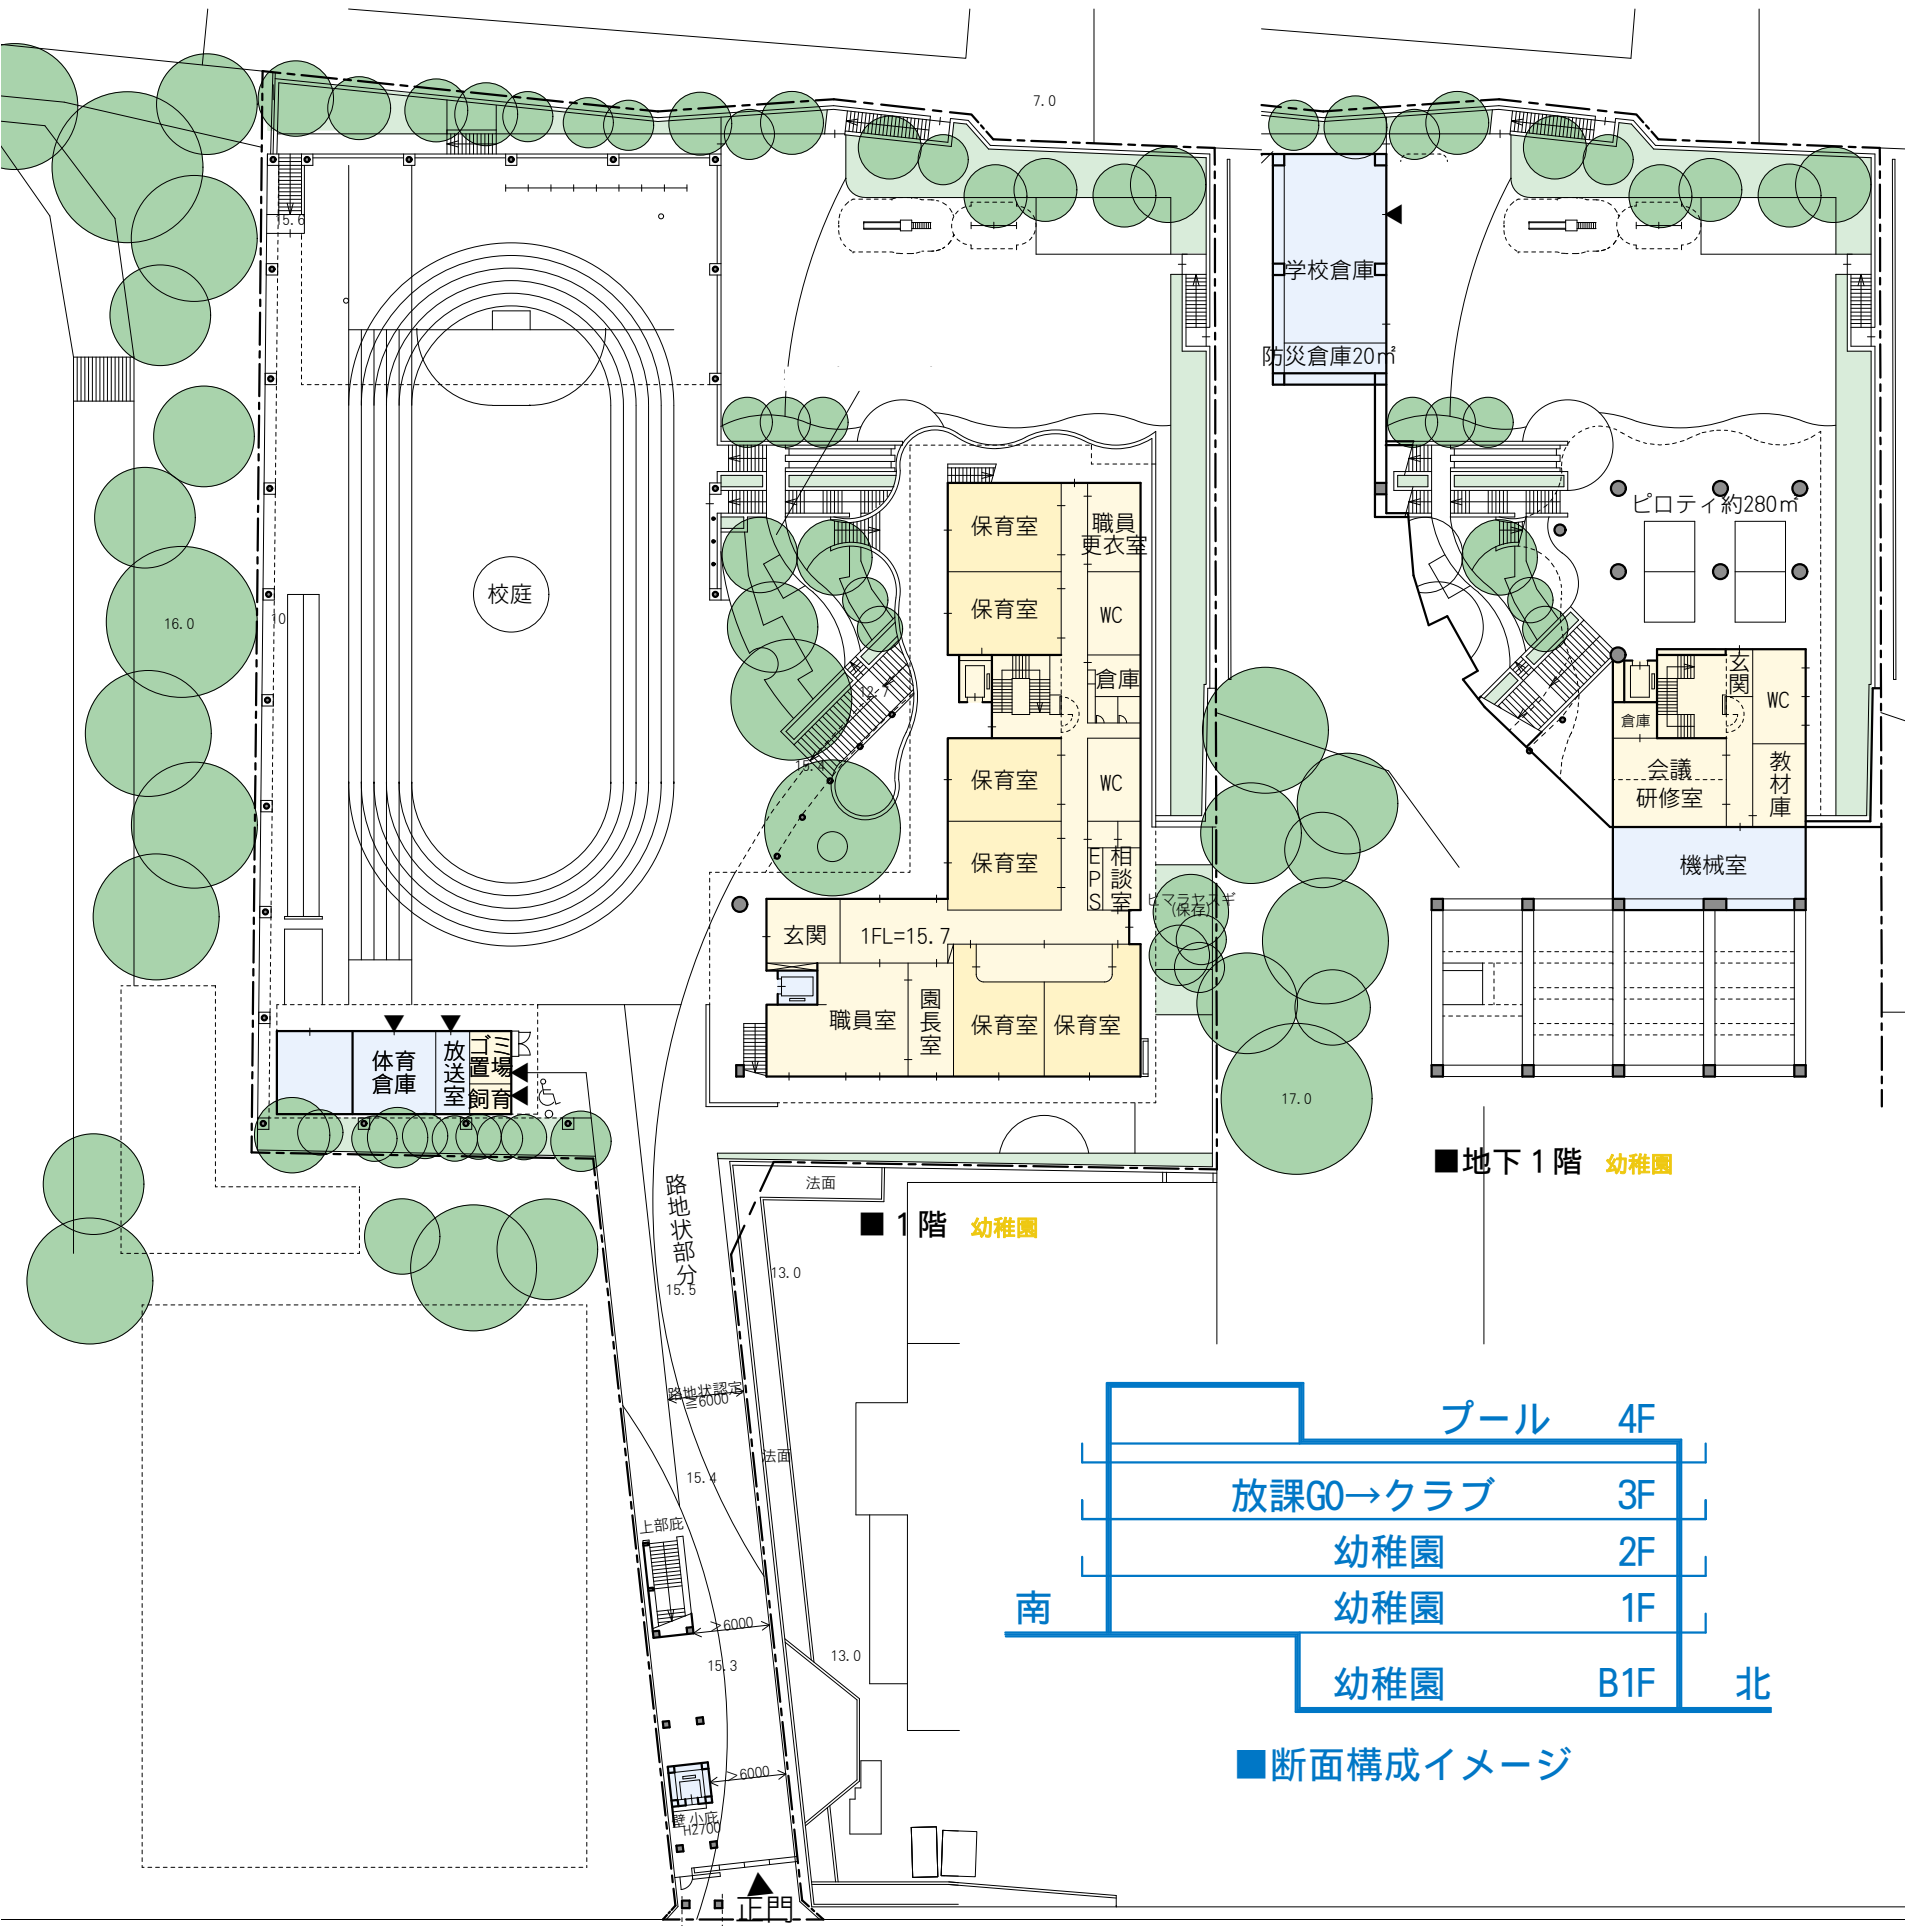 7.0
15.6
学校倉庫
防災倉庫20㎡
ピロティ約280㎡
校庭
16.0
10
保育室
職員
更衣室
保育室
WC
倉庫
12.7
玄関
WC
倉庫
会議
研修室
教材庫
保育室
WC
15.4
保育室
EPS
相談室
機械室
ヒマラヤスギ
(保存)
玄関
1FL=15.7
職員室
園長室
保育室
保育室
体育
倉庫
放送室
ゴミ
置場
飼育
17.0
■地下1階 幼稚園
路地状部分
法面
■1階 幼稚園
13.0
15.5
路地状認定
≧6000
法面
15.4
上部庇
>6000
15.3
13.0
>6000
壁 小庇
H2700
正門
プール 4F
放課GO→クラブ 3F
幼稚園 2F
南 幼稚園 1F
幼稚園 B1F 北
■断面構成イメージ